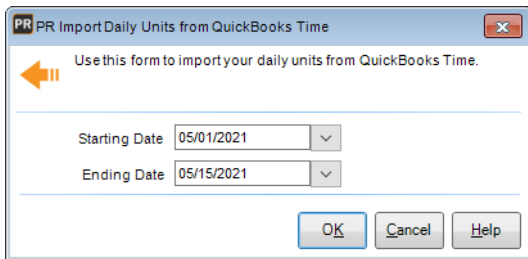 PR PR Import Daily Units from QuickBooks Time
Use this form to import your daily units from QuickBooks Time.
Starting Date 05/01/2021
Ending Date 05/15/2021
OK Cancel Help